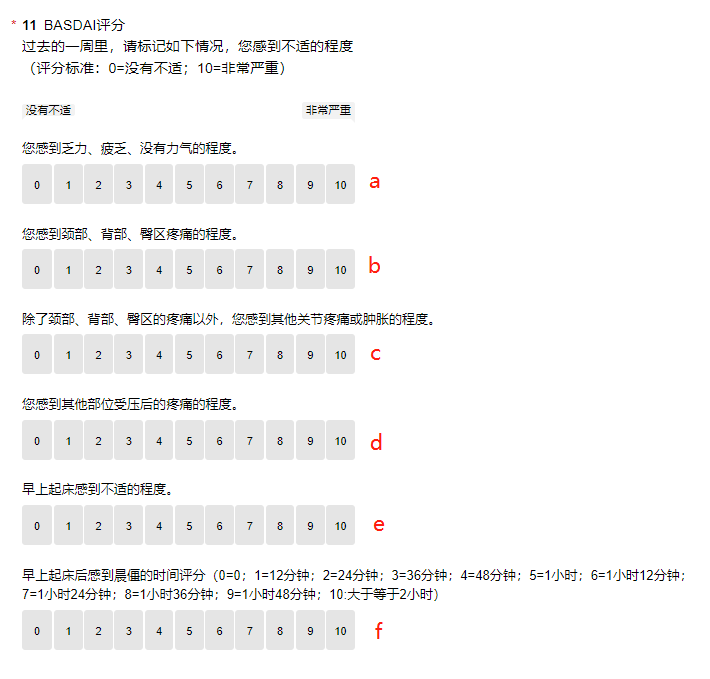 * 11 BASDAI评分
过去的一周里，请标记如下情况，您感到不适的程度
（评分标准：0=没有不适；10=非常严重）
没有不适 非常严重
您感到乏力、疲乏、没有力气的程度。
0 1 2 3 4 5 6 7 8 9 10 a
您感到颈部、背部、臀区疼痛的程度。
0 1 2 3 4 5 6 7 8 9 10 b
除了颈部、背部、臀区的疼痛以外，您感到其他关节疼痛或肿胀的程度。
0 1 2 3 4 5 6 7 8 9 10 c
您感到其他部位受压后的疼痛的程度。
0 1 2 3 4 5 6 7 8 9 10 d
早上起床感到不适的程度。
0 1 2 3 4 5 6 7 8 9 10 e
早上起床后感到晨僵的时间评分（0=0；1=12分钟；2=24分钟；3=36分钟；4=48分钟；5=1小时；6=1小时12分钟；
7=1小时24分钟；8=1小时36分钟；9=1小时48分钟；10:大于等于2小时）
0 1 2 3 4 5 6 7 8 9 10 f